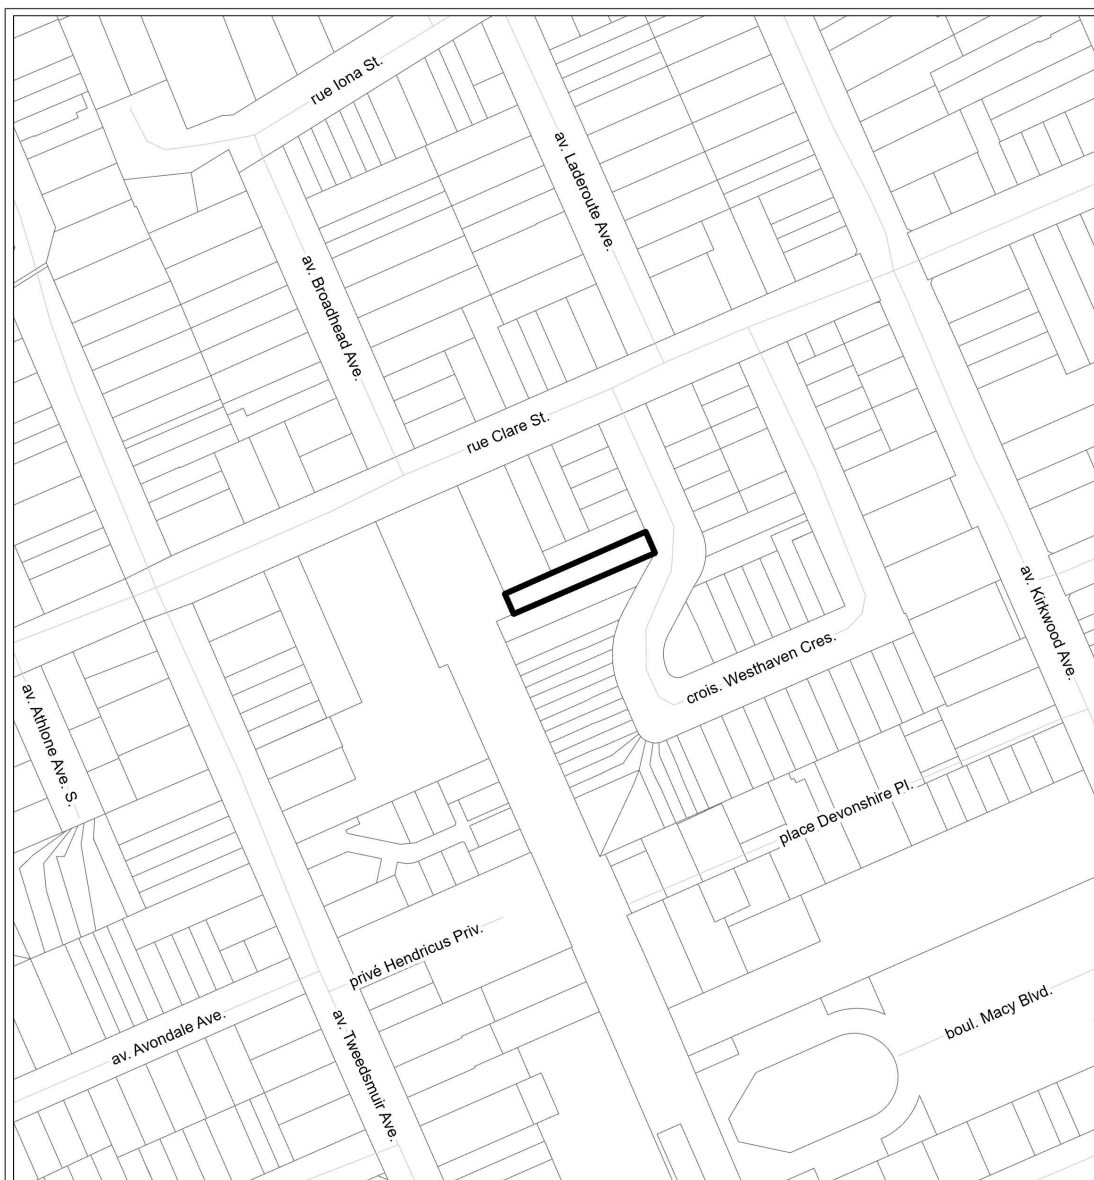 rue Iona St.
av. Laderoute Ave.
av. Broadhead Ave.
rue Clare St.
av. Kirkwood Ave.
crois. Westhaven Cres.
av. Athlone Ave. S.
place Devonshire Pl.
privé Hendricus Priv.
boul. Macy Blvd.
av. Avondale Ave.
av. Tweedsmuir Ave.